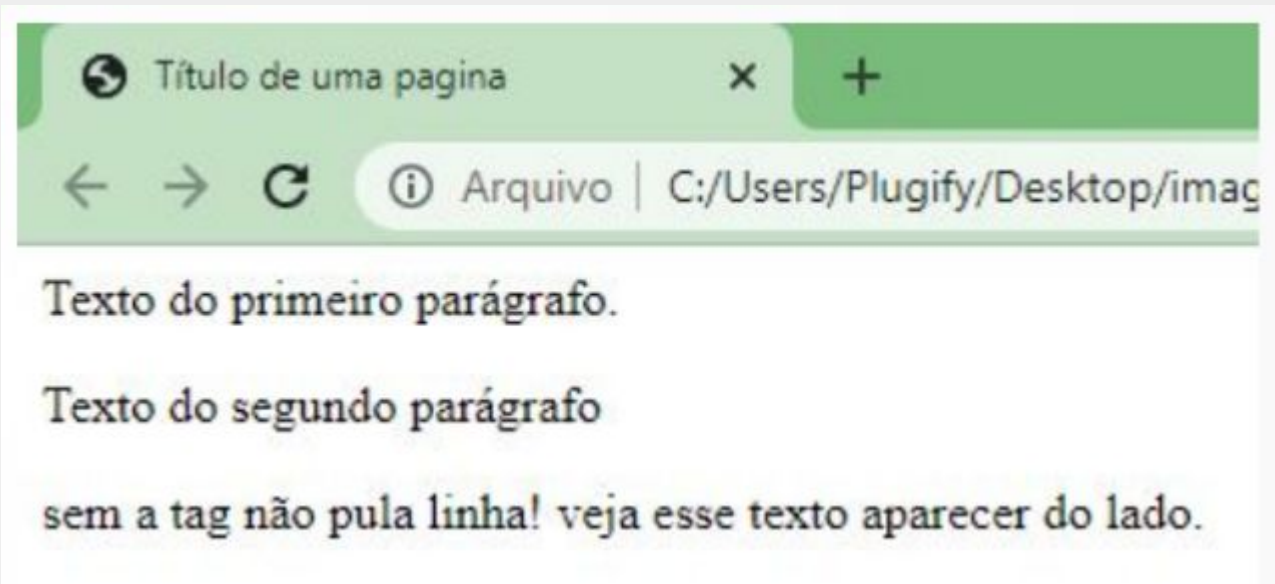 Título de uma pagina
Arquivo | C:/Users/Plugify/Desktop/imag
Texto do primeiro parágrafo.
Texto do segundo parágrafo
sem a tag não pula linha! veja esse texto aparecer do lado.